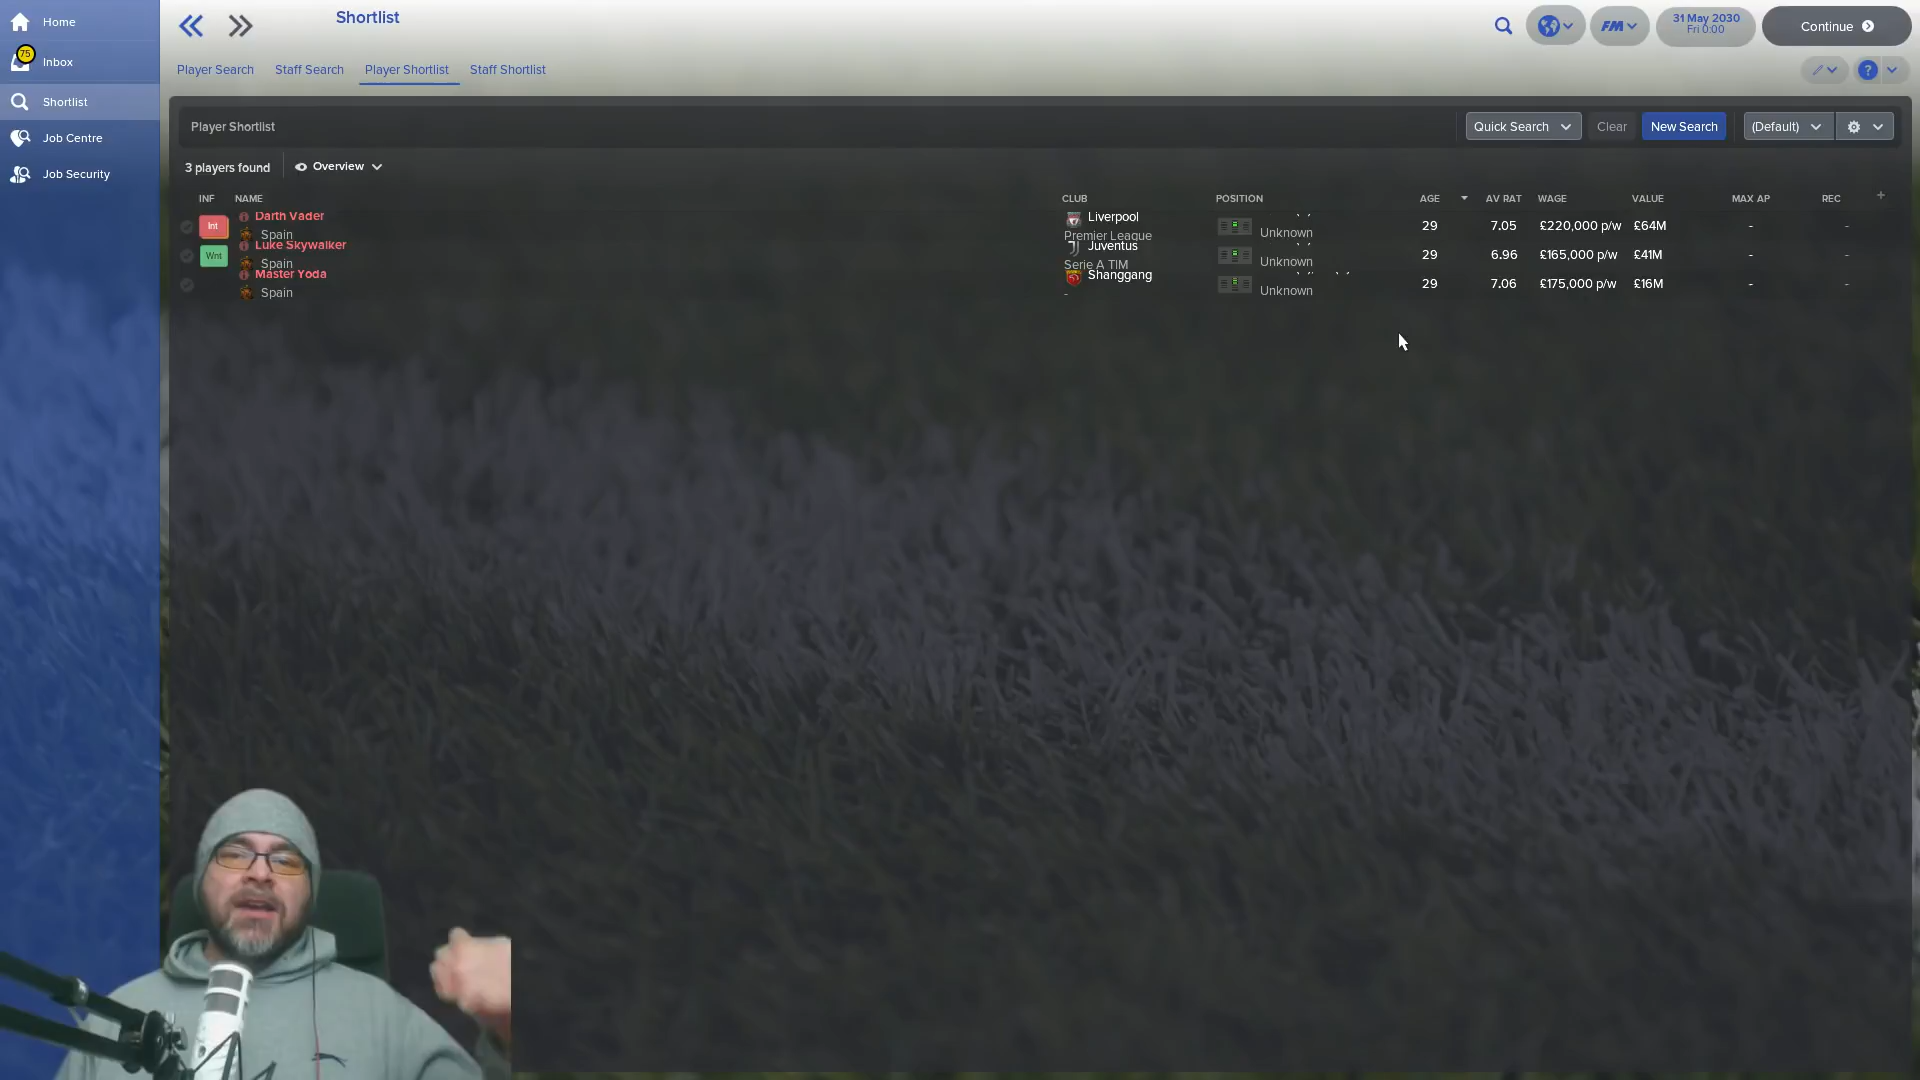 Home
75
Inbox
Shortlist
Job Centre
Job Security
Shortlist
FM
31 May 2030
Fri 0:00
Continue
Player Search
Staff Search
Player Shortlist
Staff Shortlist
?
Player Shortlist
Quick Search
Clear
New Search
(Default)
3 players found
Overview
INF NAME CLUB POSITION AGE AV RAT WAGE VALUE MAX AP REC +
Int Darth Vader Liverpool 29 7.05 £220,000 p/w £64M - -
Spain Premier League Unknown
Wnt Luke Skywalker Juventus 29 6.96 £165,000 p/w £41M - -
Spain Serie A TIM Unknown
Master Yoda Shanggang 29 7.06 £175,000 p/w £16M - -
Spain - Unknown